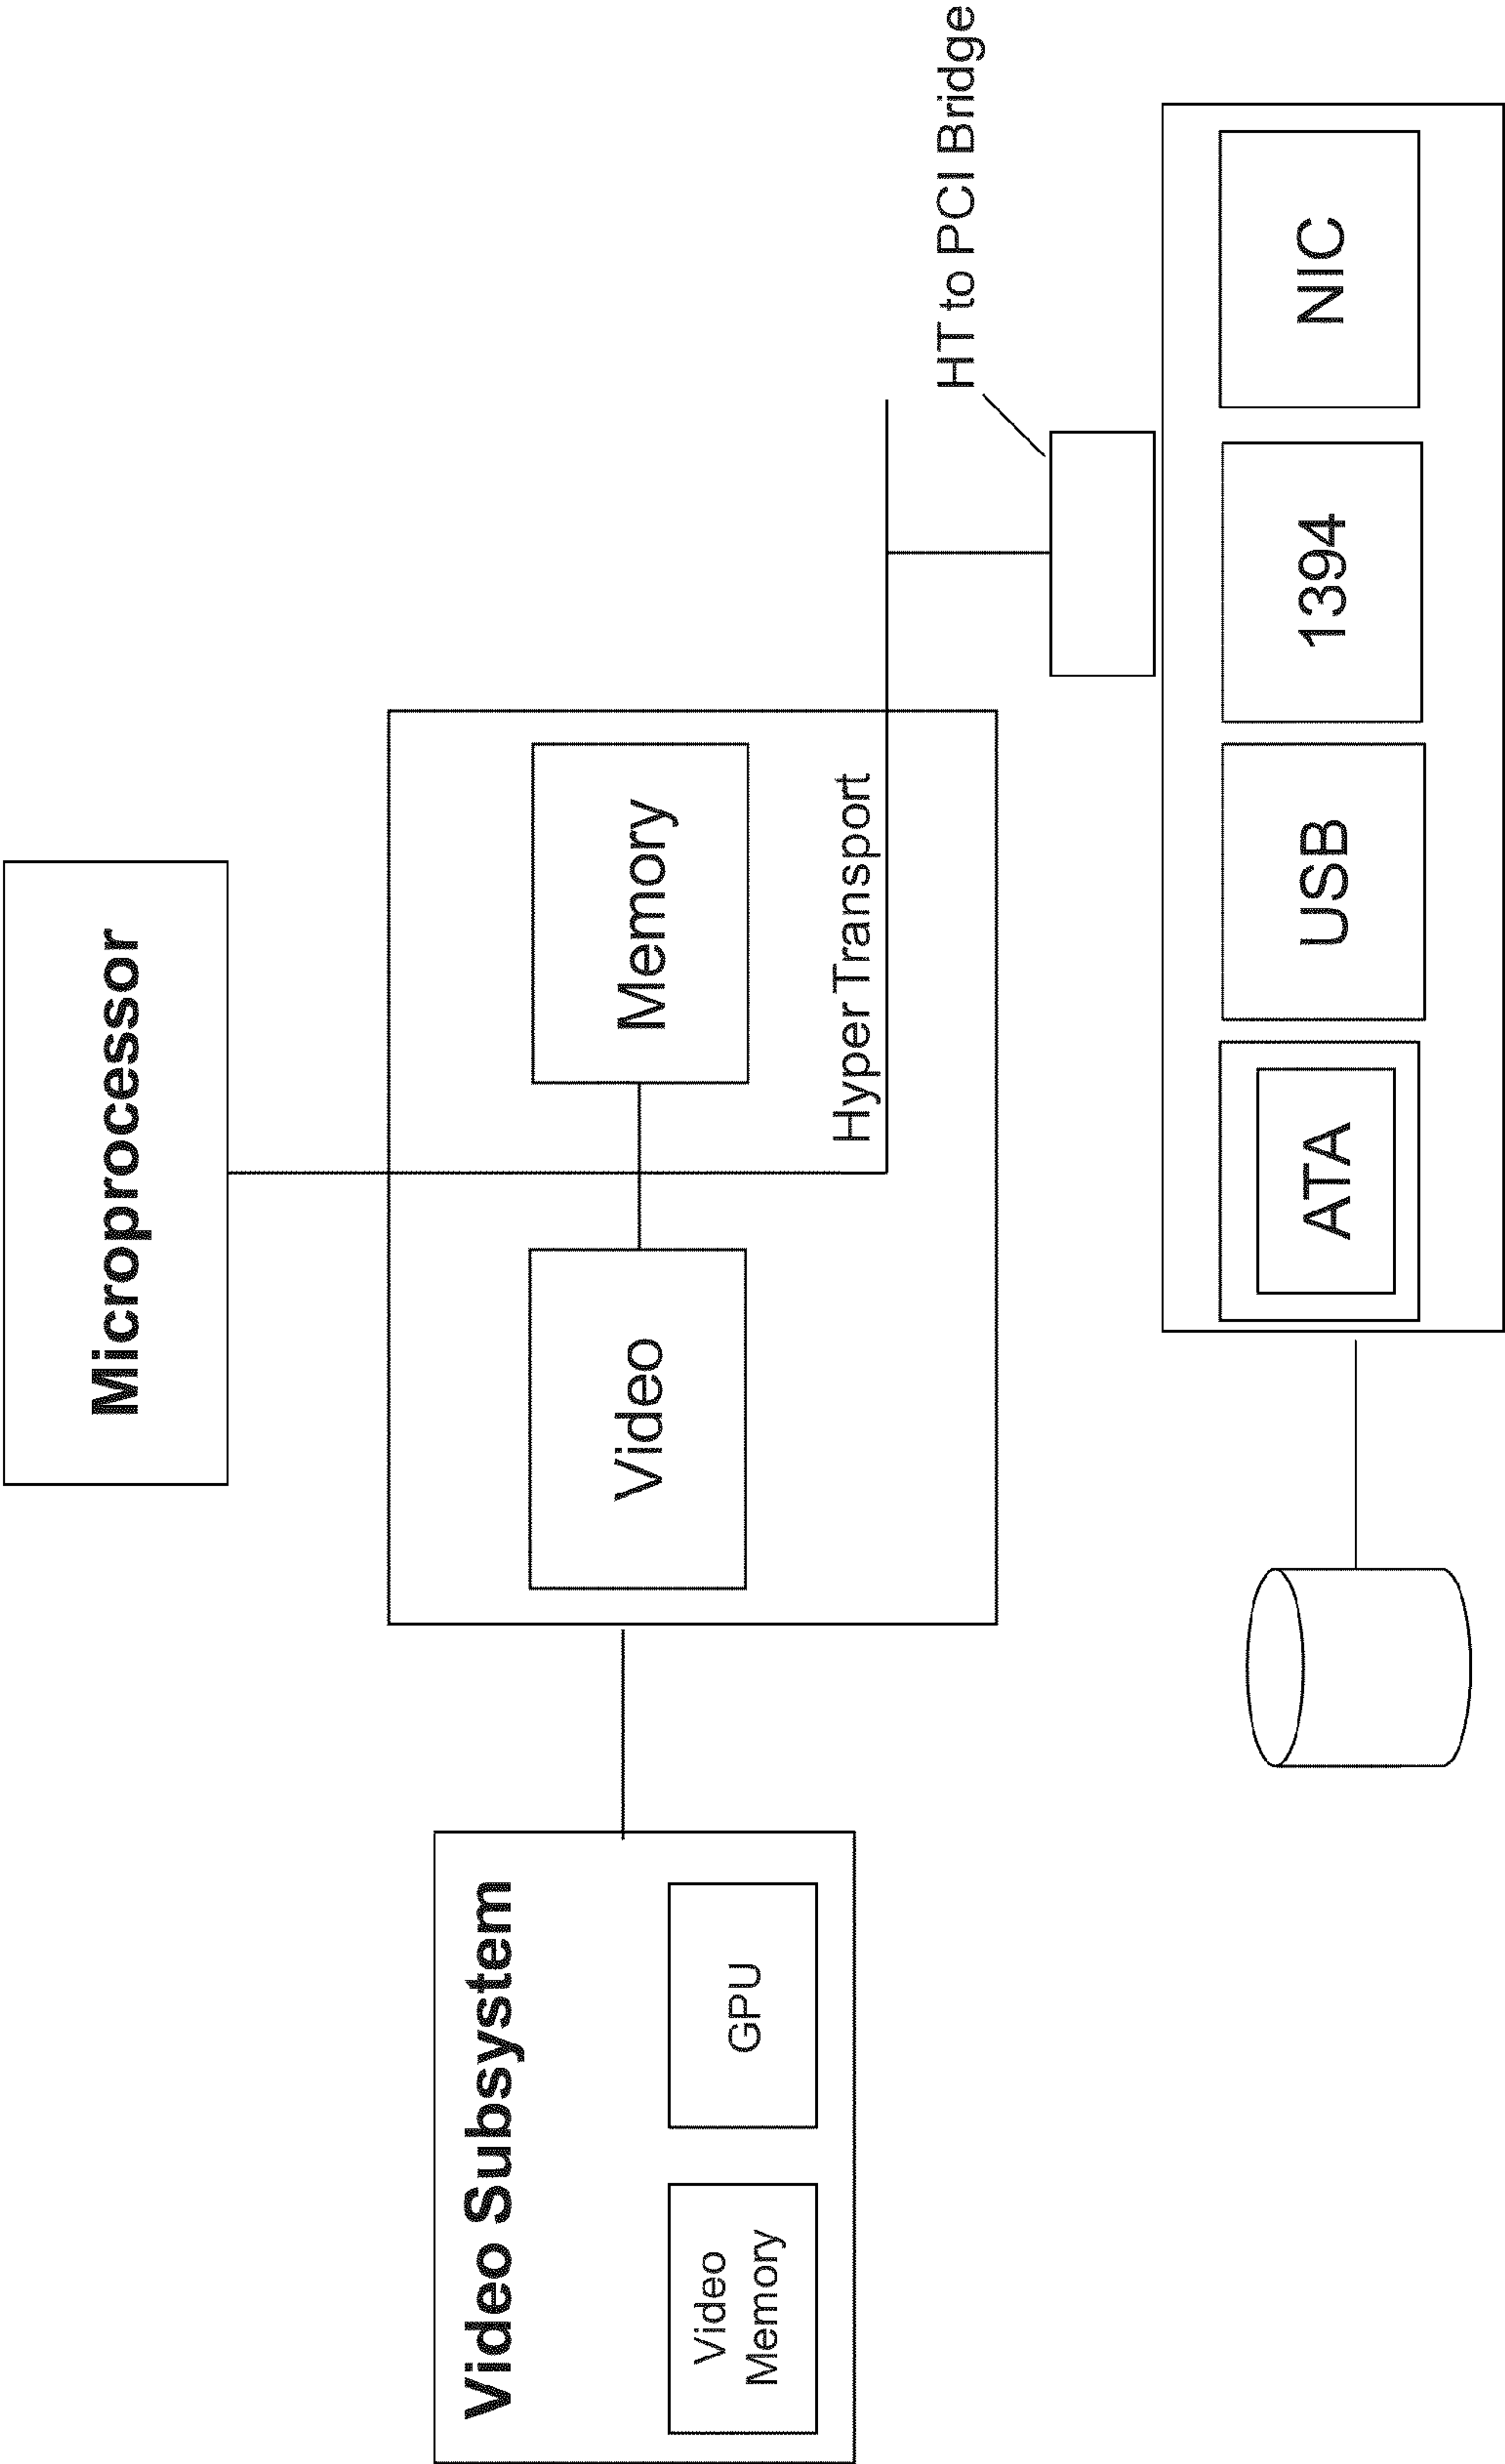 Microprocessor
Video Subsystem
Video
Memory
GPU
Video
Memory
Hyper Transport
HT to PCI Bridge
ATA
USB
1394
NIC